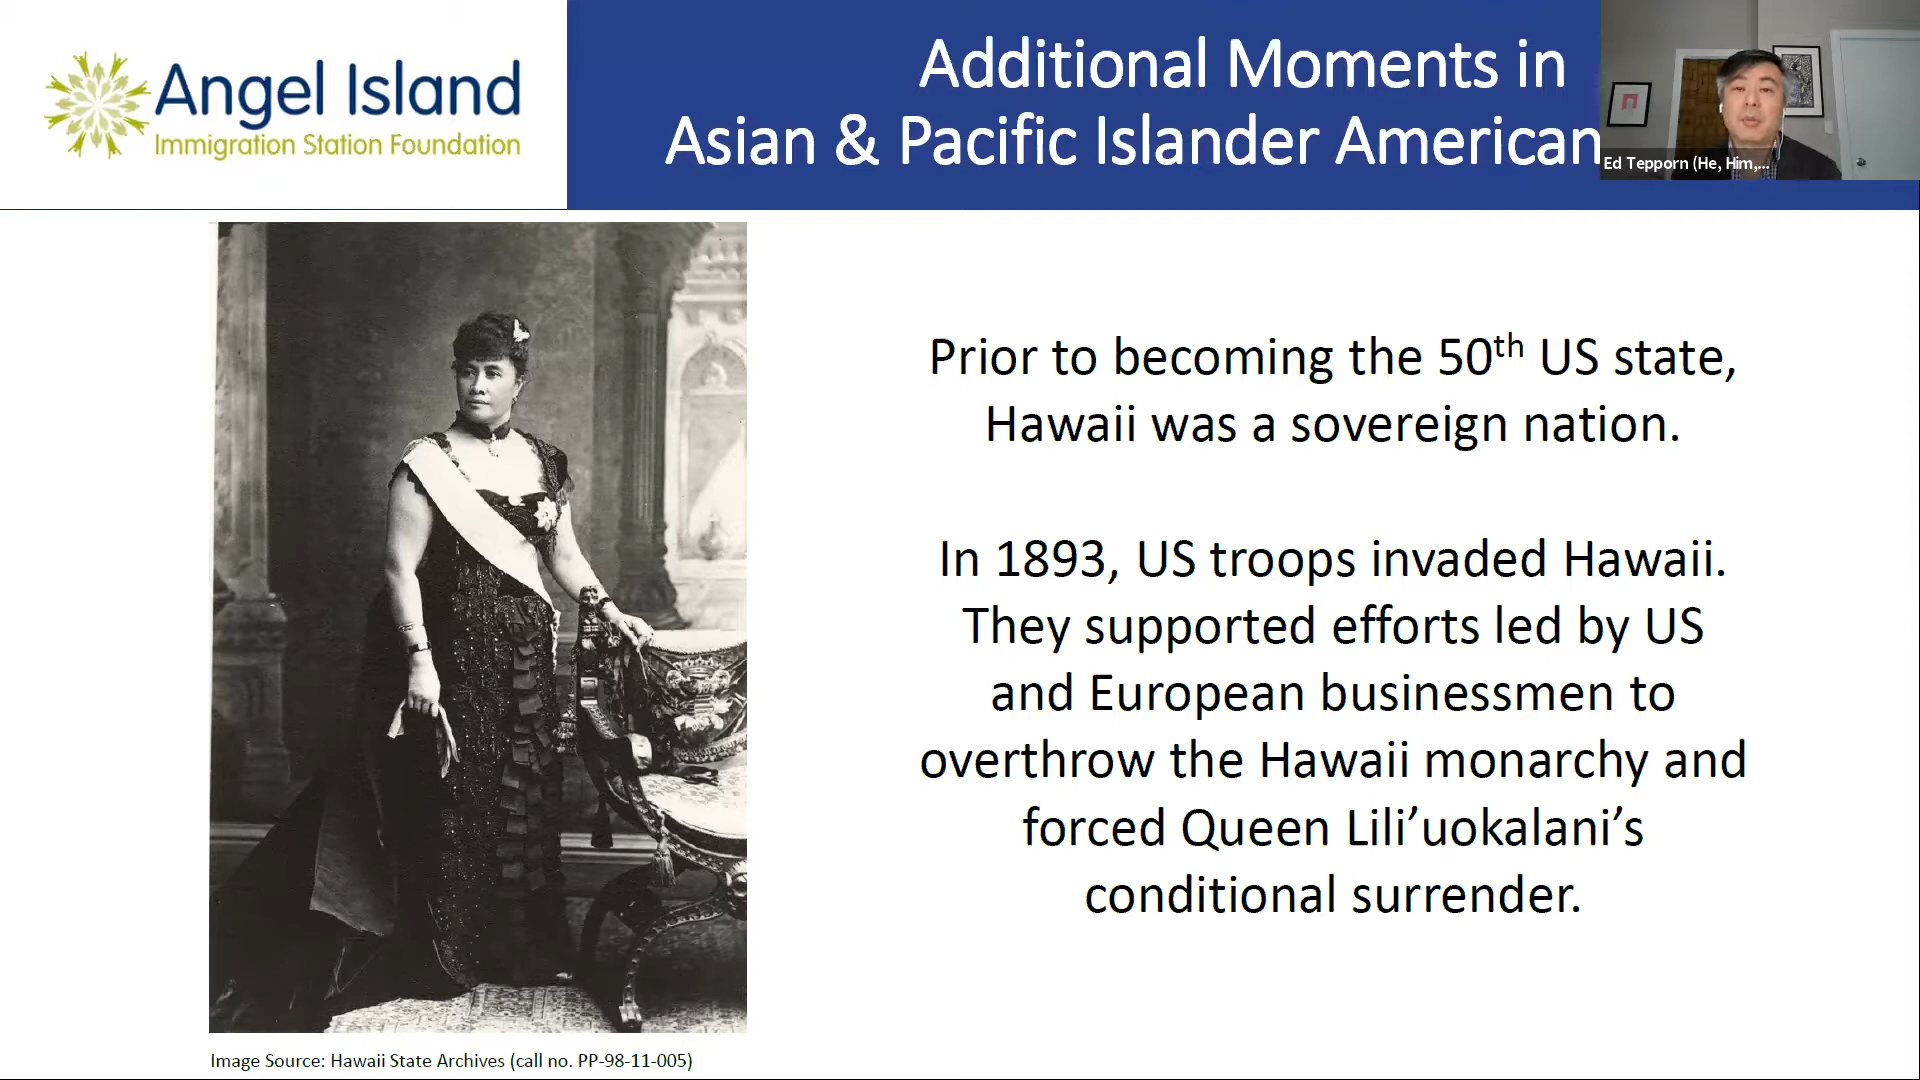 Angel Island
Immigration Station Foundation
Additional Moments in
Asian & Pacific Islander American
Ed Tepporn (He, Him,...
Prior to becoming the 50th US state,
Hawaii was a sovereign nation.
In 1893, US troops invaded Hawaii.
They supported efforts led by US
and European businessmen to
overthrow the Hawaii monarchy and
forced Queen Lili’uokalani’s
conditional surrender.
Image Source: Hawaii State Archives (call no. PP-98-11-005)